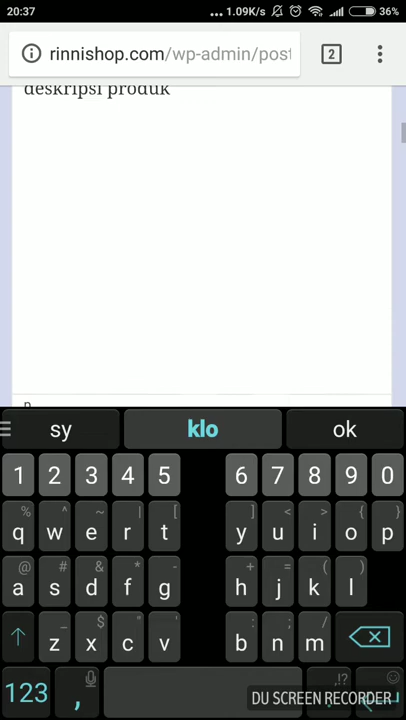 20:37 ... 1.09K/s 36%
rinnishop.com/wp-admin/post 2
deskripsi produk
sy klo ok
1 2 3 4 5 6 7 8 9 0
% ^ ~ | [ ] < > { }
q w e r t y u i o p
@ # & * - + = ( )
a s d f g h j k l
_ $ " ' : ; /
z x c v b n m
,!?
123 , .
DU SCREEN RECORDER